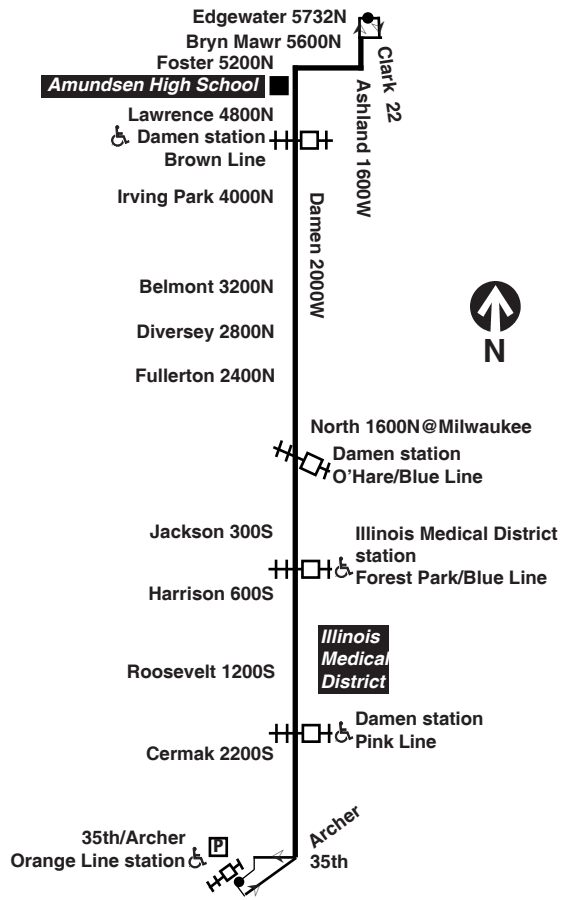 Edgewater 5732N
Bryn Mawr 5600N
Foster 5200N
Amundsen High School
Clark 22
Ashland 1600W
Lawrence 4800N
Damen station
Brown Line
Irving Park 4000N
Damen 2000W
Belmont 3200N
Diversey 2800N
Fullerton 2400N
N
North 1600N@Milwaukee
Damen station
O'Hare/Blue Line
Jackson 300S
Illinois Medical District
station
Forest Park/Blue Line
Harrison 600S
Illinois
Medical
District
Roosevelt 1200S
Damen station
Pink Line
Cermak 2200S
Archer
35th
35th/Archer
P
Orange Line station